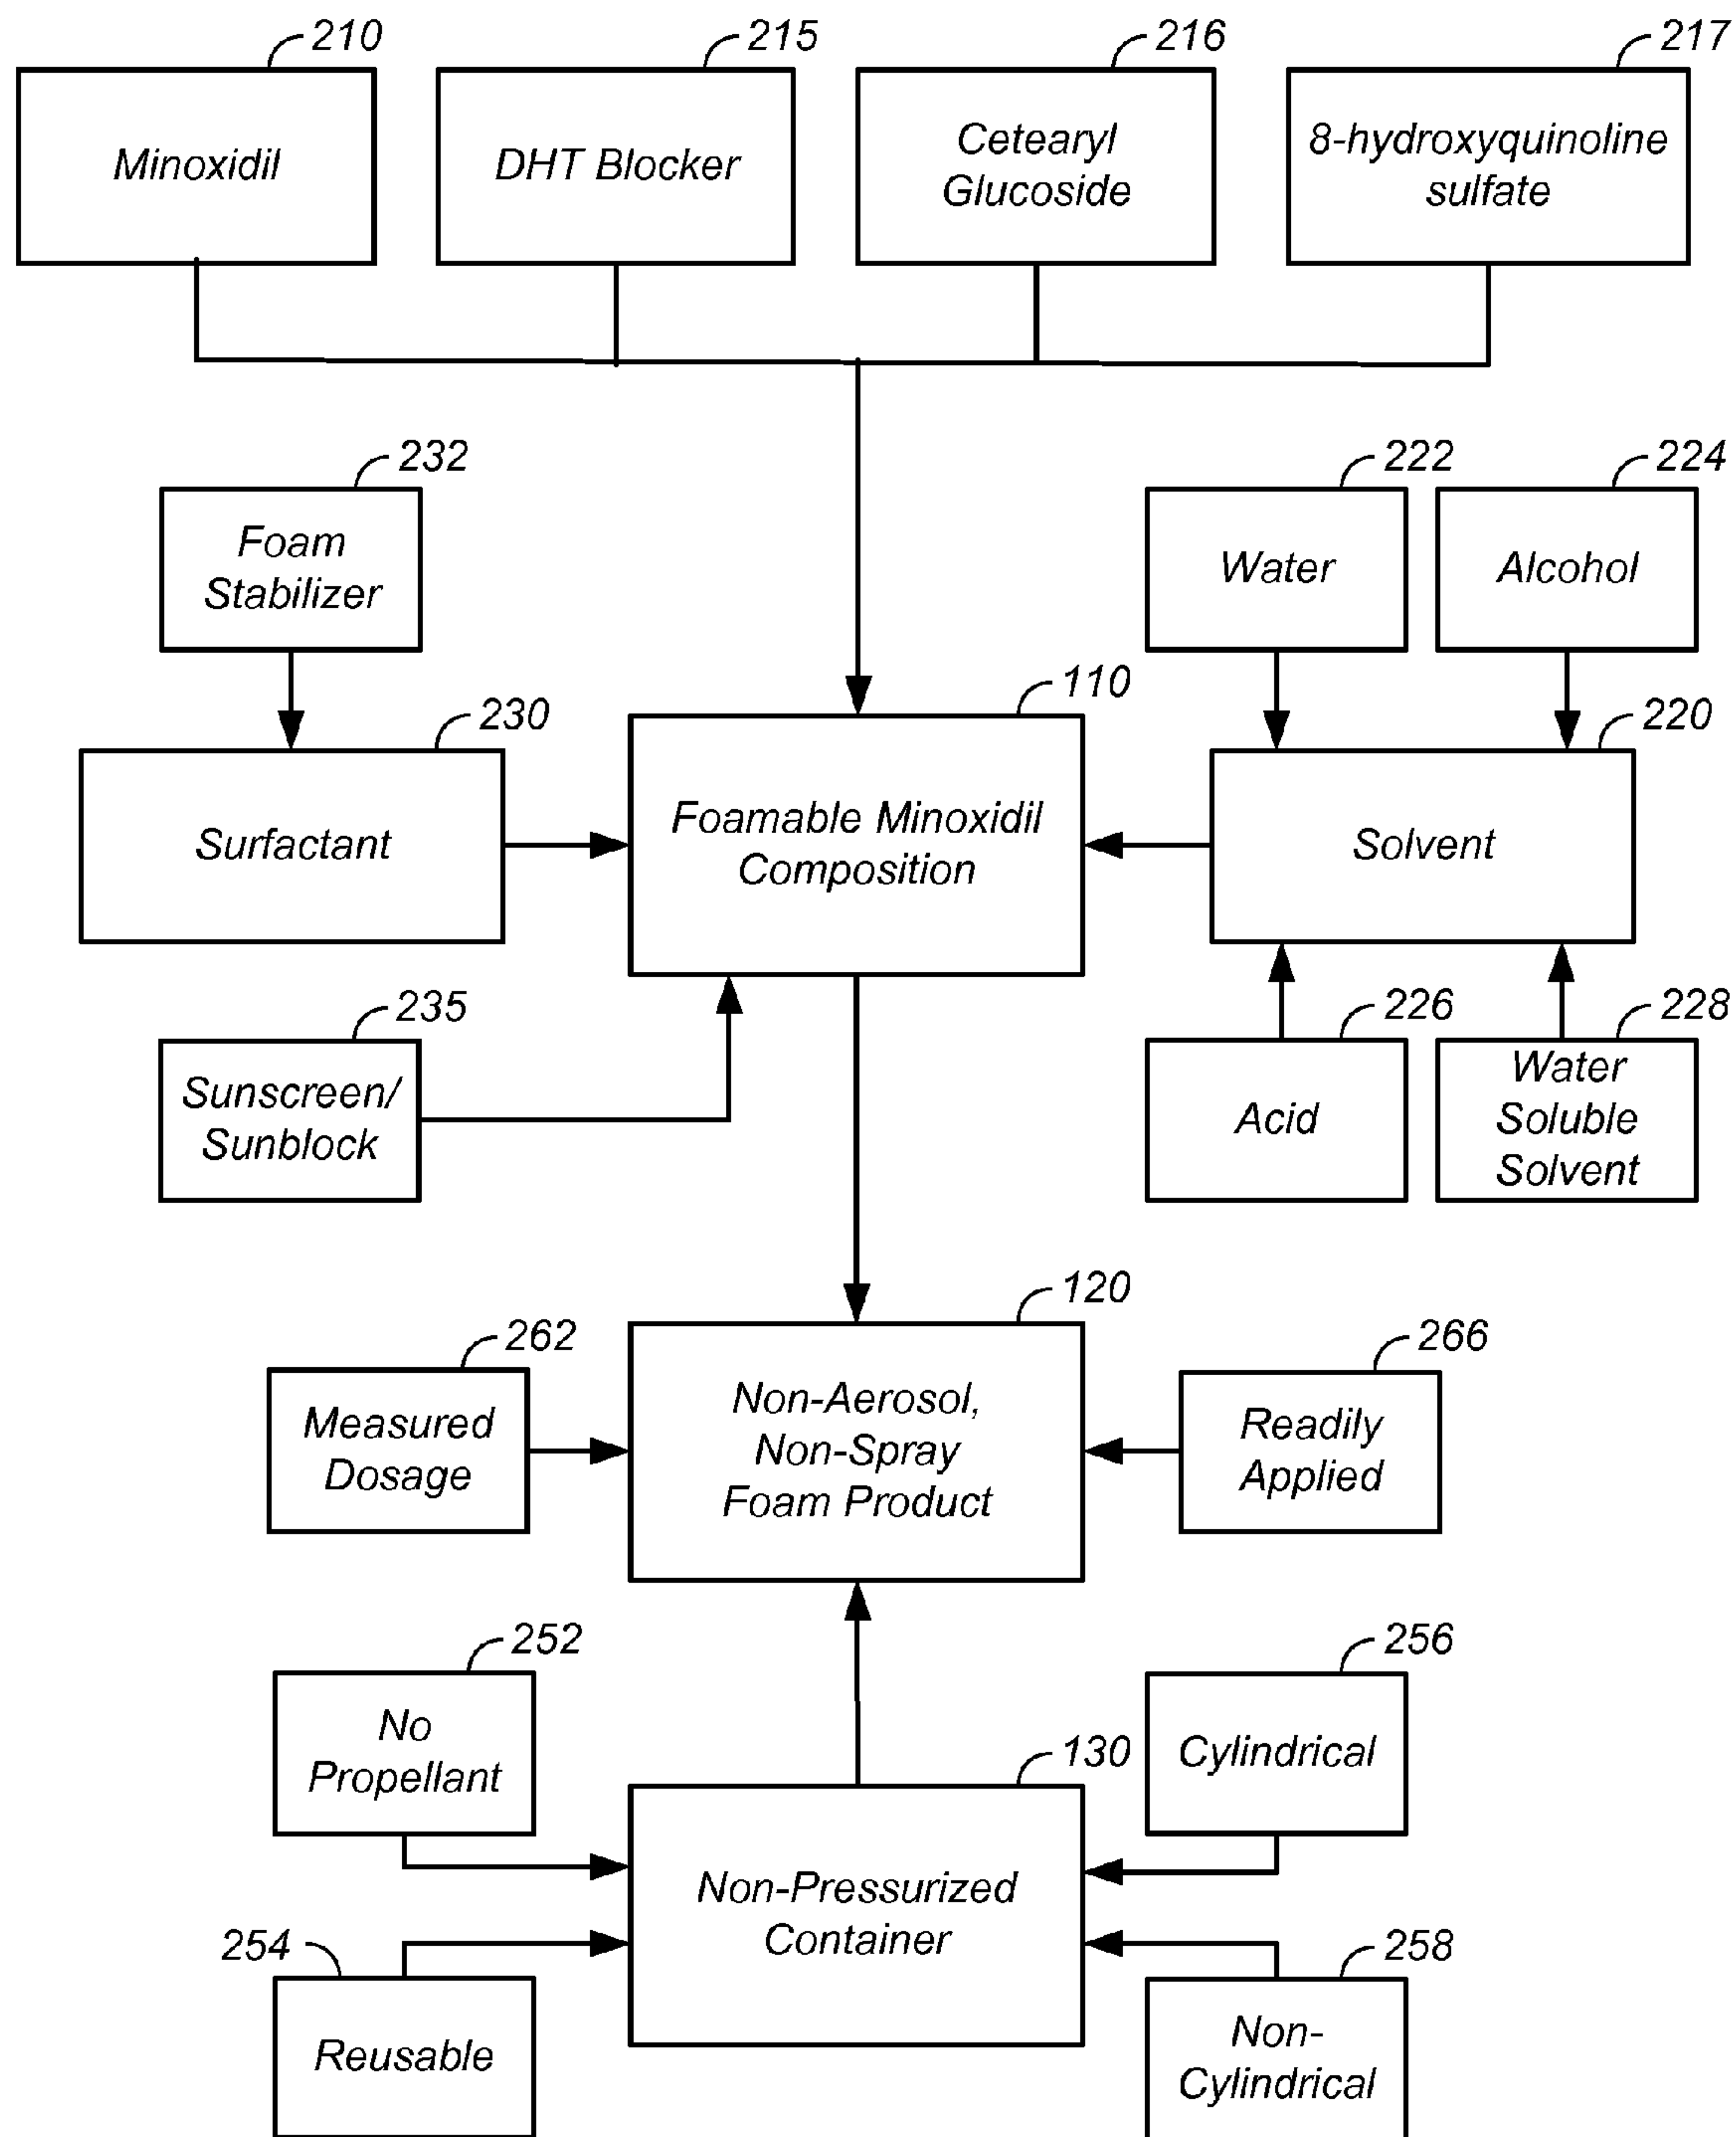 210
215
216
217
Minoxidil
DHT Blocker
Cetearyl
Glucoside
8-hydroxyquinoline
sulfate
232
222
224
Foam
Stabilizer
Water
Alcohol
230
110
220
Surfactant
Foamable Minoxidil
Composition
Solvent
235
226
228
Sunscreen/
Sunblock
Acid
Water
Soluble
Solvent
262
120
266
Measured
Dosage
Non-Aerosol,
Non-Spray
Foam Product
Readily
Applied
252
256
No
Propellant
130
Cylindrical
Non-Pressurized
Container
254
258
Reusable
Non-
Cylindrical